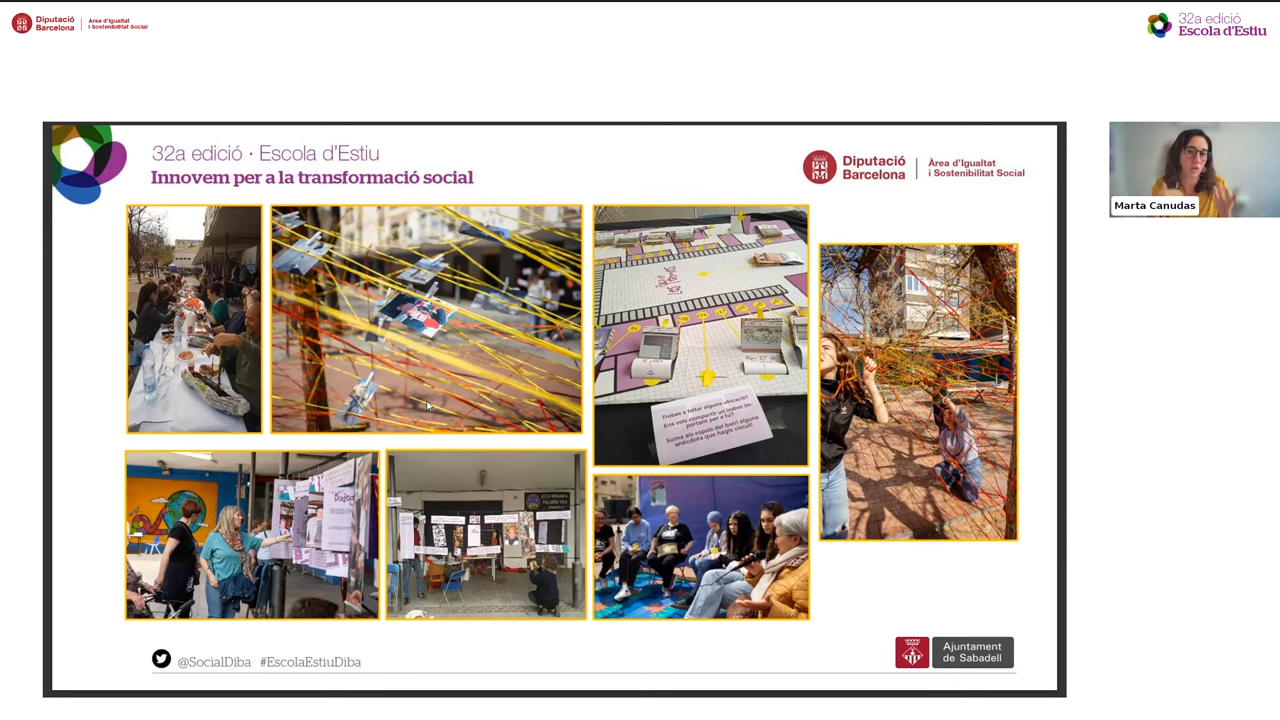 Diputació
Barcelona
Àrea d'Igualtat
i Sostenibilitat Social
32a edició
Escola d'Estiu
32a edició · Escola d'Estiu
Innovem per a la transformació social
Diputació
Barcelona
Àrea d'Igualtat
i Sostenibilitat Social
Marta Canudas
Trobes a faltar alguna ubicació?
Ens vols compartir un indret im-
portant per a tu?
Suma als espais del barri alguna
anècdota que hagis viscut!
@SocialDiba #EscolaEstiuDiba
Ajuntament
de Sabadell